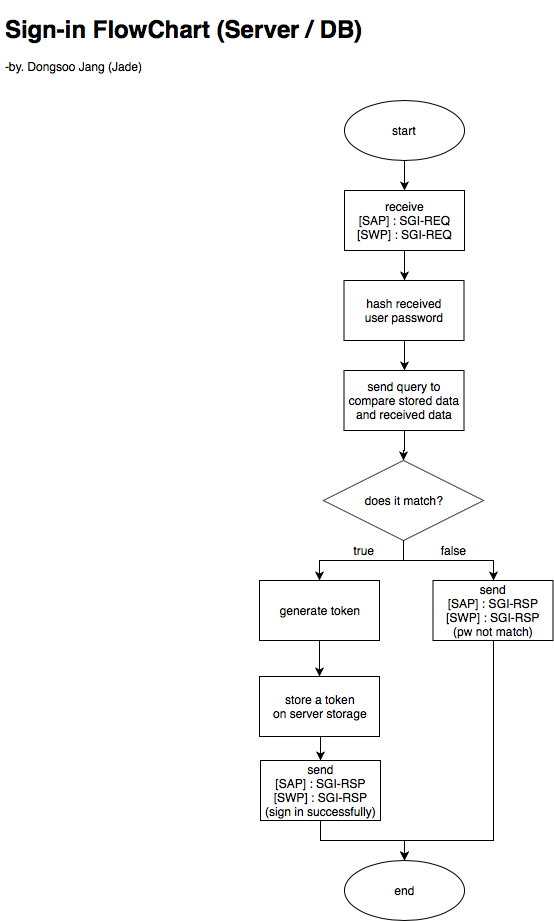 Sign-in FlowChart (Server / DB)
-by. Dongsoo Jang (Jade)
start
receive
[SAP] : SGI-REQ
[SWP] : SGI-REQ
hash received
user password
send query to
compare stored data
and received data
does it match?
true
false
generate token
send
[SAP] : SGI-RSP
[SWP] : SGI-RSP
(pw not match)
store a token
on server storage
send
[SAP] : SGI-RSP
[SWP] : SGI-RSP
(sign in successfully)
end